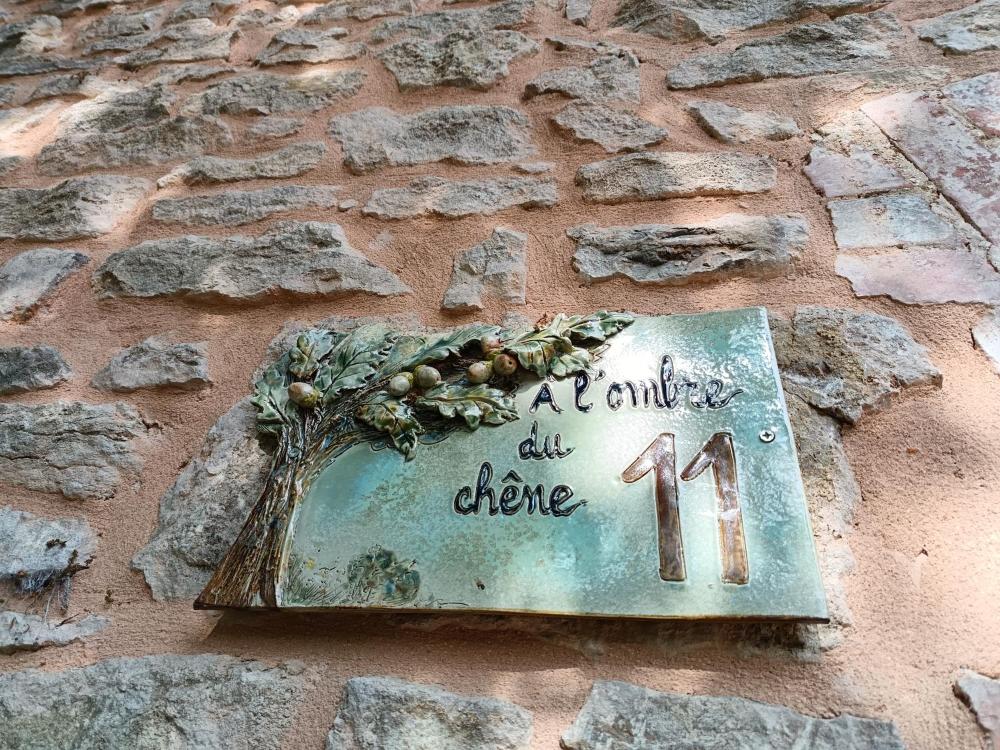 À l'ombre
du
chêne
11